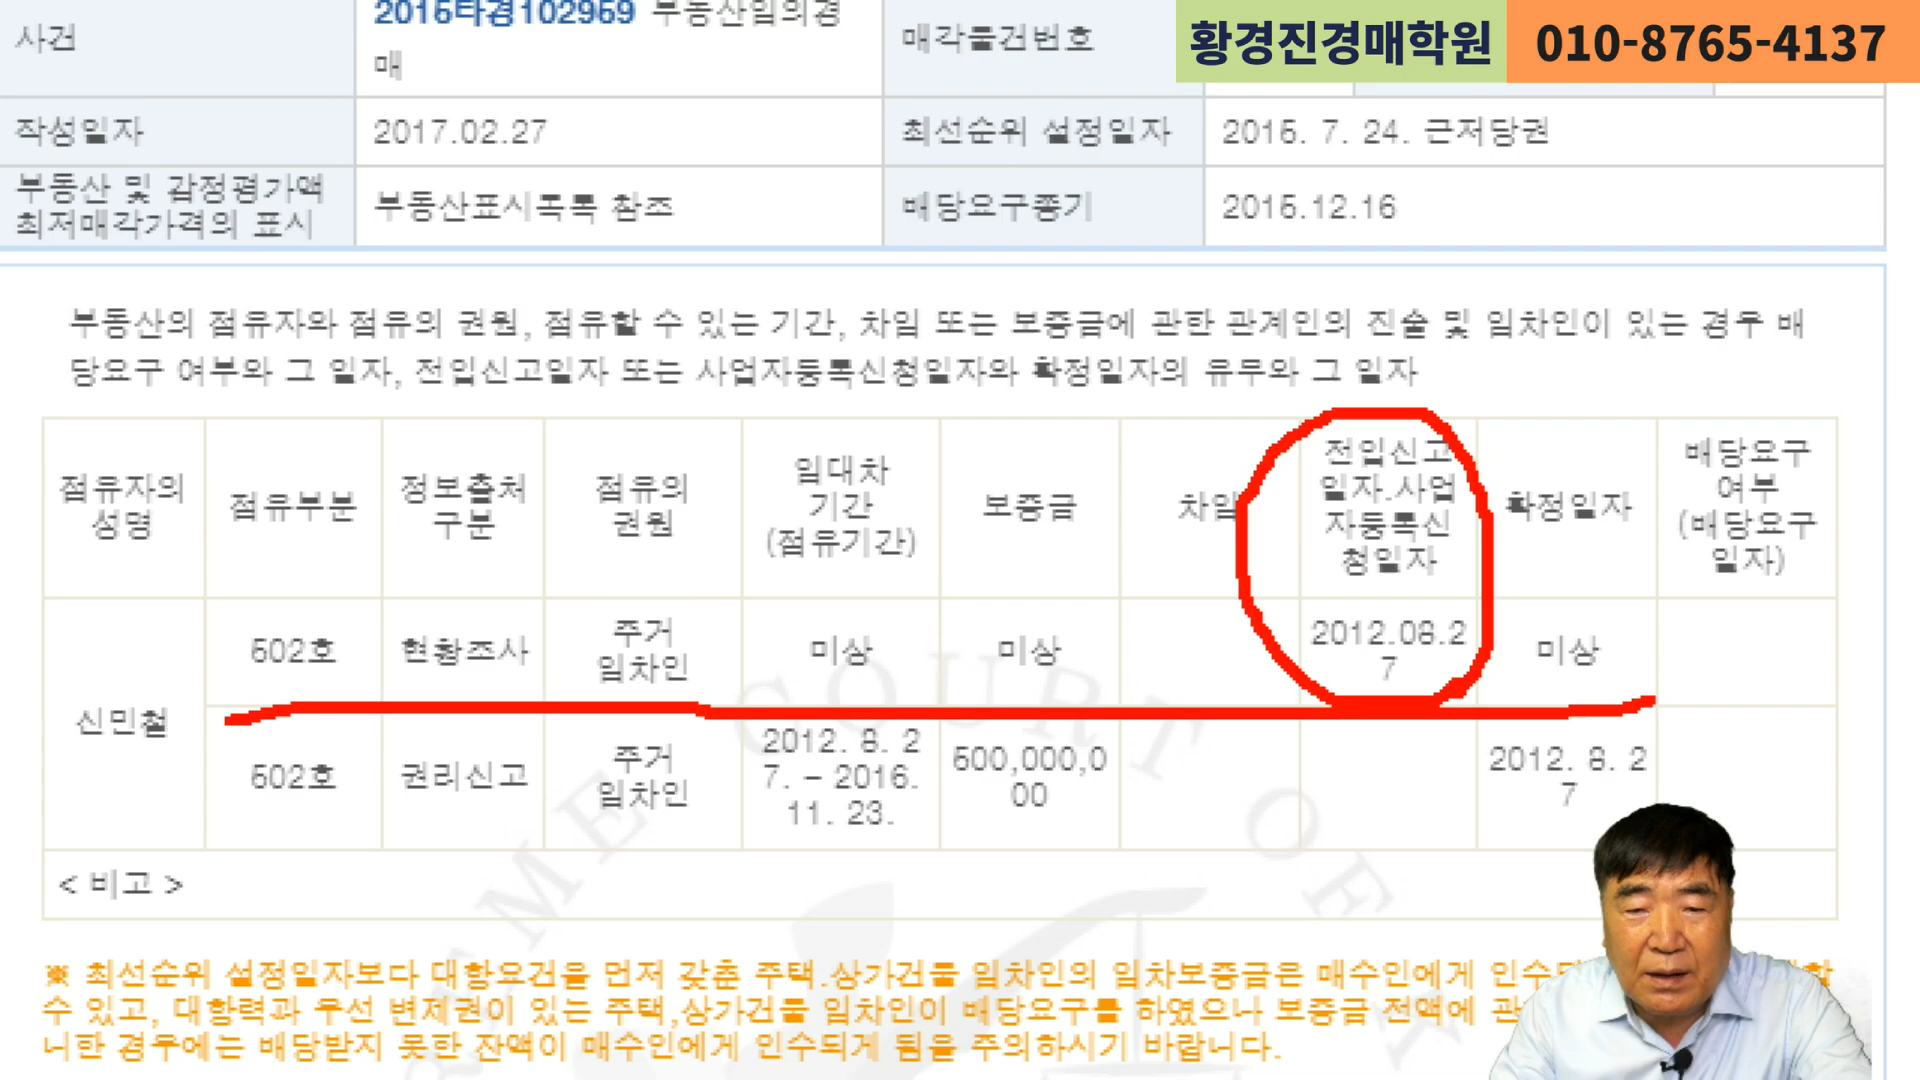 황경진경매학원 010-8765-4137
사건
2016타경102969 부동산임의경
매
매각물건번호
작성일자
2017.02.27
최선순위 설정일자
2016. 7. 24. 근저당권
부동산 및 감정평가액
최저매각가격의 표시
부동산표시목록 참조
배당요구종기
2016.12.16
부동산의 점유자와 점유의 권원, 점유할 수 있는 기간, 차임 또는 보증금에 관한 관계인의 진술 및 임차인이 있는 경우 배
당요구 여부와 그 일자, 전입신고일자 또는 사업자등록신청일자와 확정일자의 유무와 그 일자
점유자의
성명
점유부분
정보출처
구분
점유의
권원
임대차
기간
(점유기간)
보증금
차임
전입신고
일자.사업
자등록신
청일자
확정일자
배당요구
여부
(배당요구
일자)
신민철
602호
현황조사
주거
임차인
미상
미상
2012.08.2
7
미상
602호
권리신고
주거
임차인
2012. 8. 2
7. - 2016.
11. 23.
600,000,0
00
2012. 8. 2
7
< 비고 >
※ 최선순위 설정일자보다 대항요건을 먼저 갖춘 주택.상가건물 임차인의 임차보증금은 매수인에게
수 있고, 대항력과 우선 변제권이 있는 주택,상가건물 임차인이 배당요구를 하였으나 보증금 전액에
니한 경우에는 배당받지 못한 잔액이 매수인에게 인수되게 됨을 주의하시기 바랍니다.